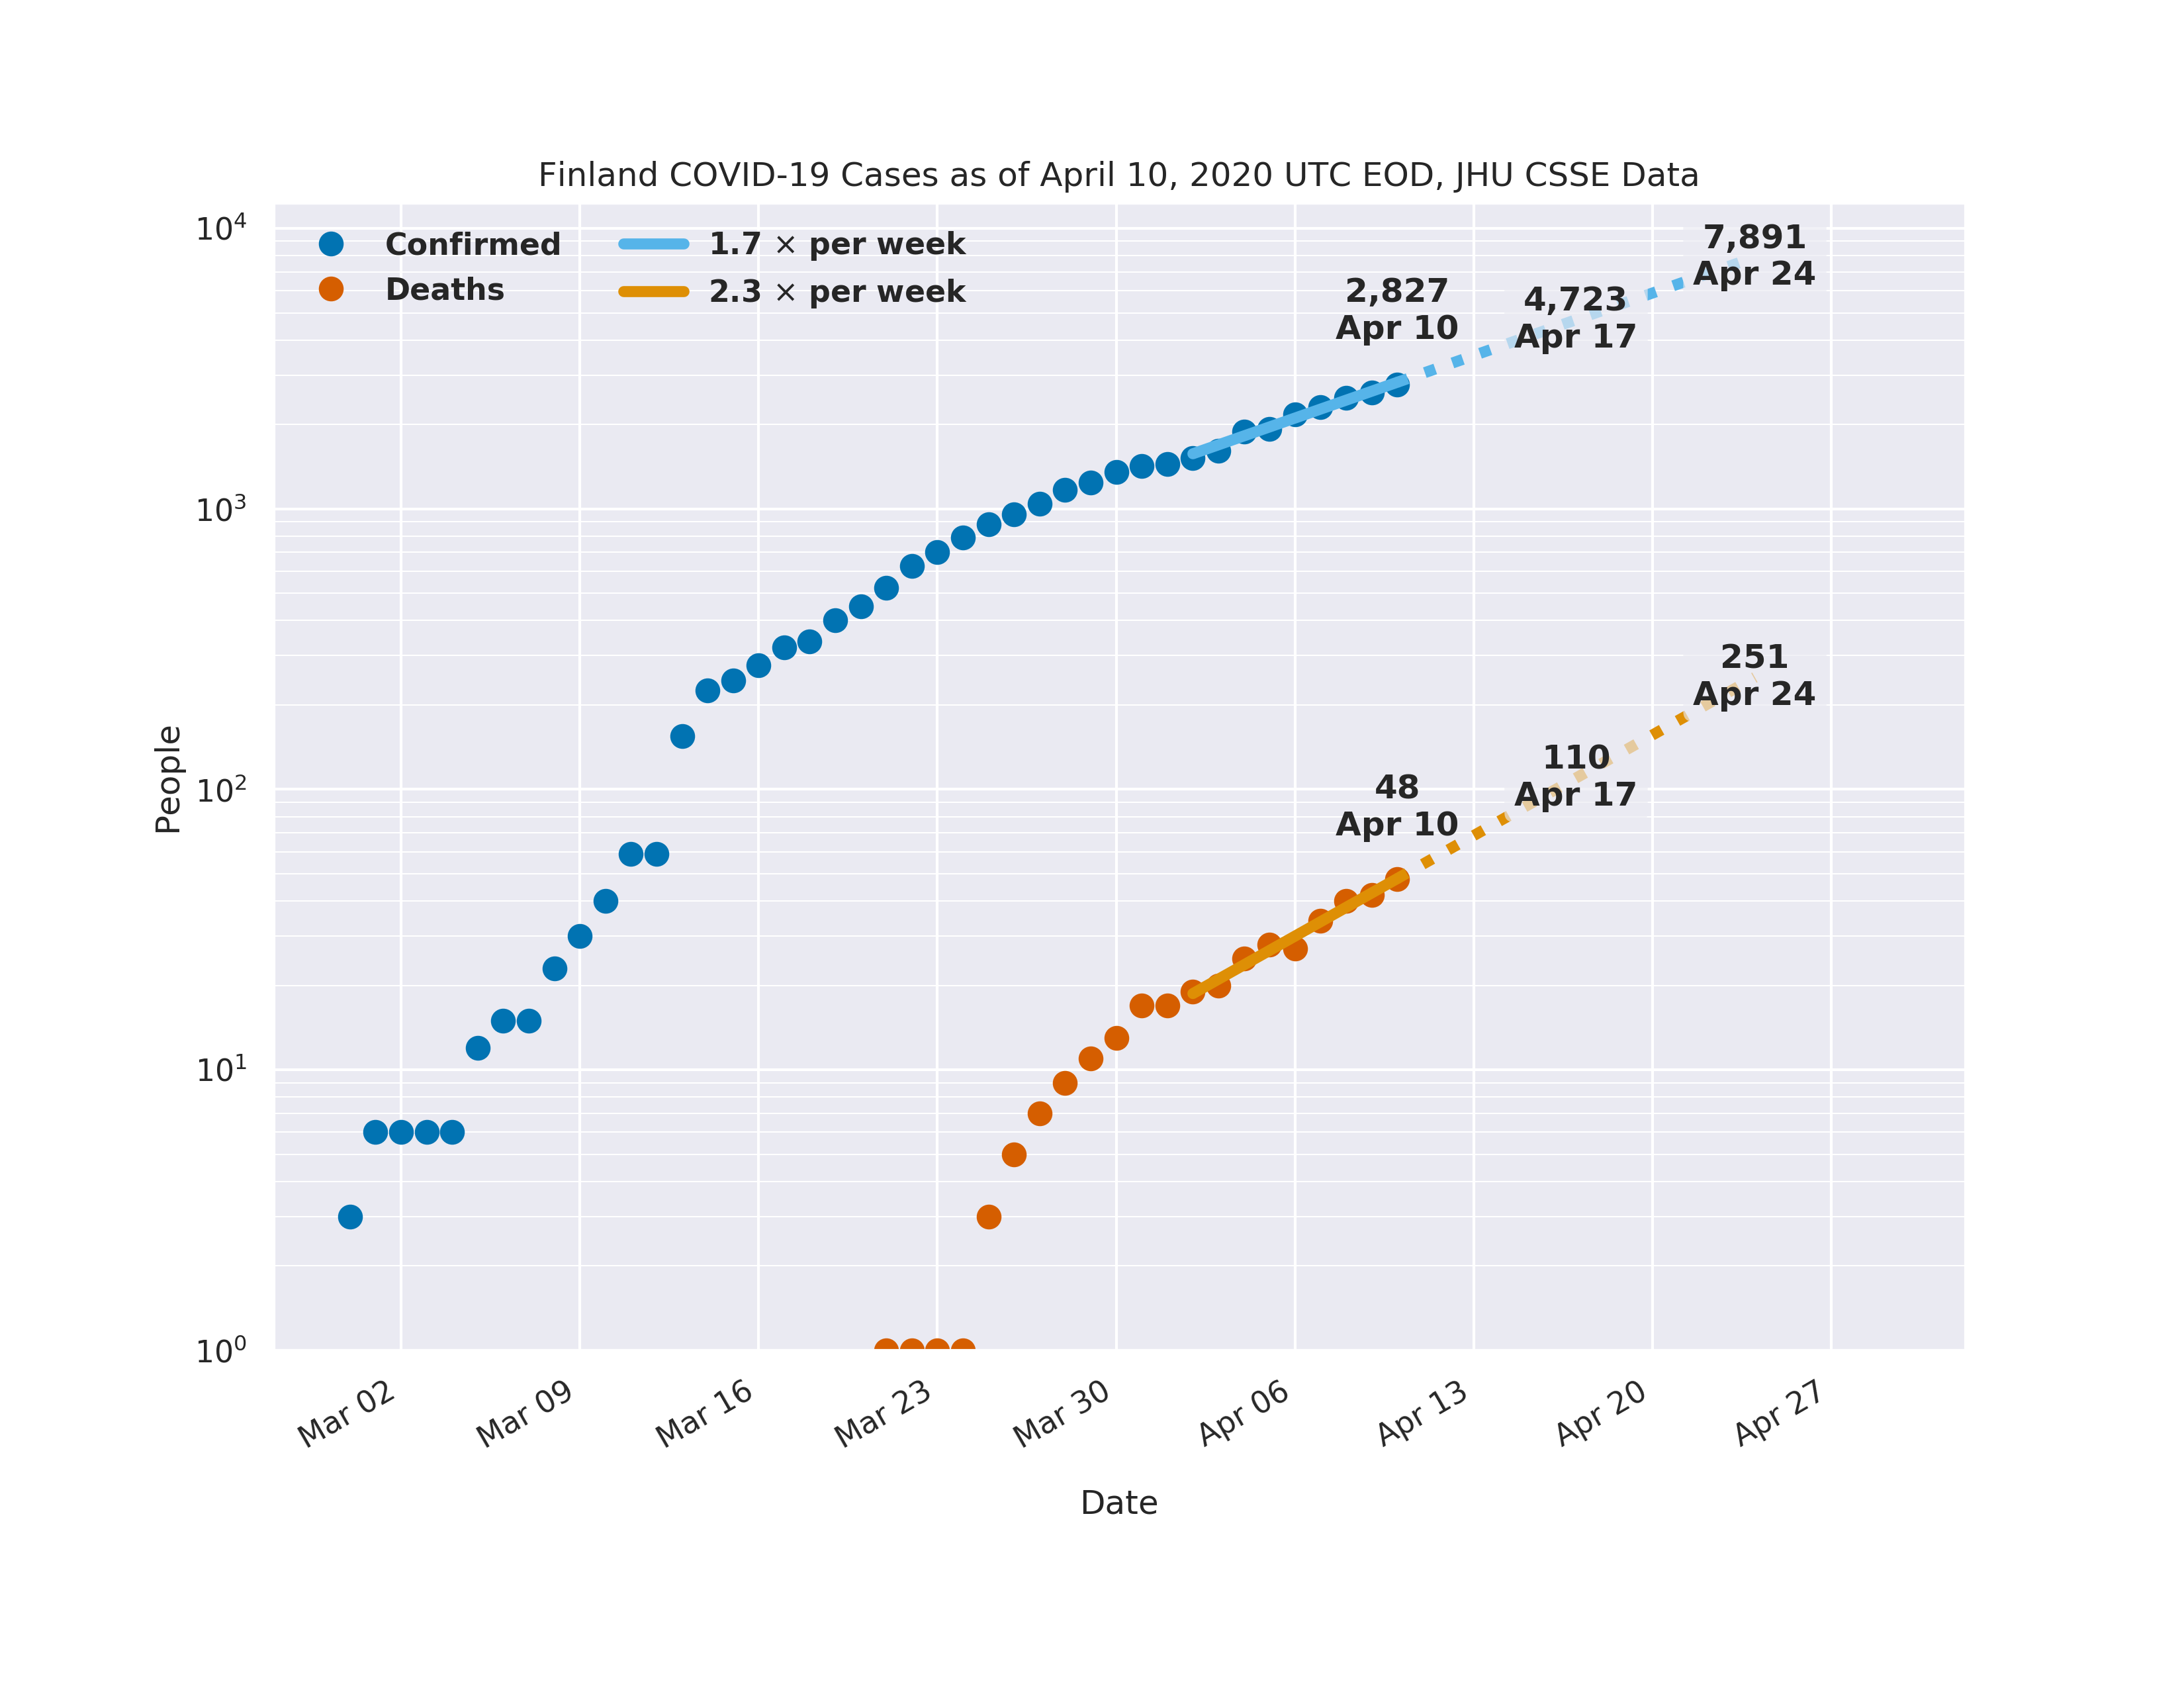 Finland COVID-19 Cases as of April 10, 2020 UTC EOD, JHU CSSE Data
Confirmed
Deaths
1.7 × per week
2.3 × per week
7,891
Apr 24
2,827
Apr 10
4,723
Apr 17
251
Apr 24
110
Apr 17
48
Apr 10
People
10⁴
10³
10²
10¹
10⁰
Mar 02
Mar 09
Mar 16
Mar 23
Mar 30
Apr 06
Apr 13
Apr 20
Apr 27
Date